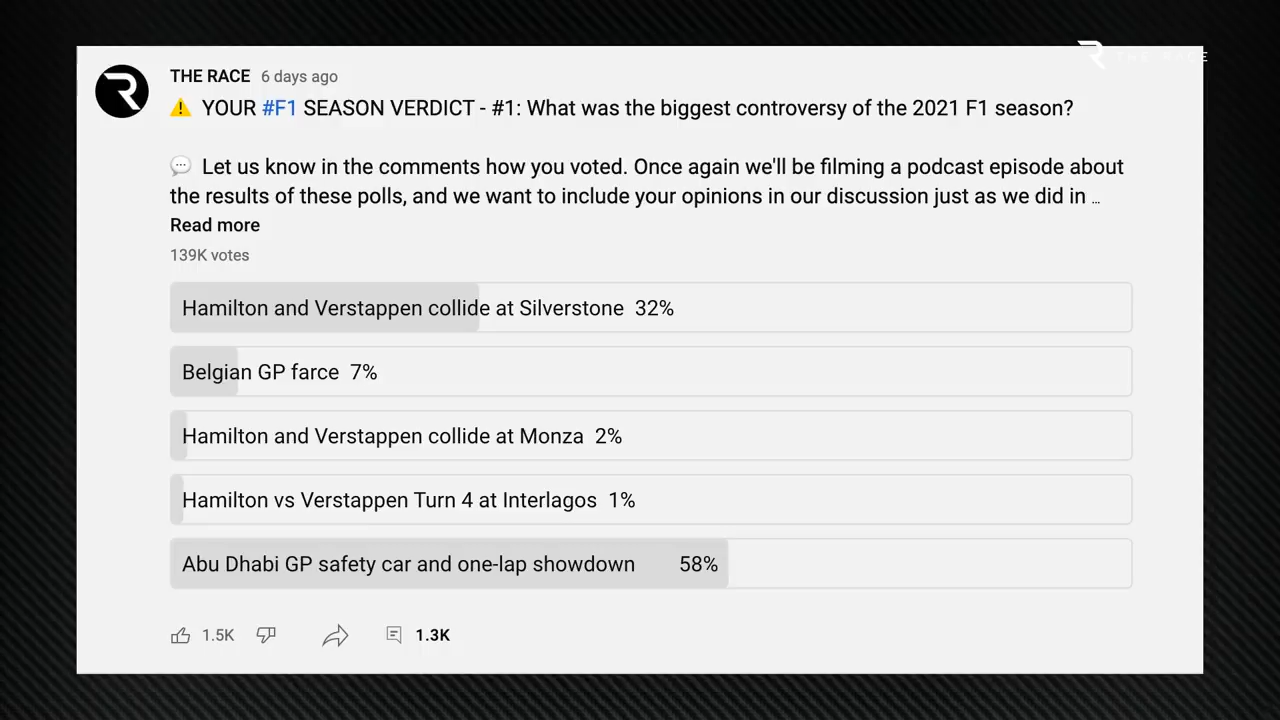 THE RACE
THE RACE 6 days ago
YOUR #F1 SEASON VERDICT - #1: What was the biggest controversy of the 2021 F1 season?
Let us know in the comments how you voted. Once again we'll be filming a podcast episode about
the results of these polls, and we want to include your opinions in our discussion just as we did in ...
Read more
139K votes
Hamilton and Verstappen collide at Silverstone 32%
Belgian GP farce 7%
Hamilton and Verstappen collide at Monza 2%
Hamilton vs Verstappen Turn 4 at Interlagos 1%
Abu Dhabi GP safety car and one-lap showdown 58%
1.5K 1.3K